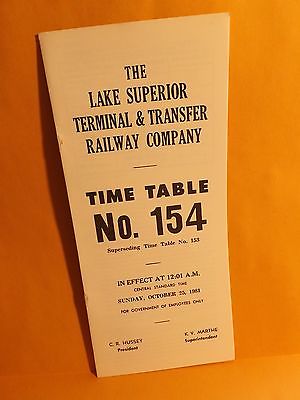 THE
LAKE SUPERIOR
TERMINAL & TRANSFER
RAILWAY COMPANY
TIME TABLE
No. 154
Superseding Time Table No. 153
IN EFFECT AT 12:01 A.M.
CENTRAL STANDARD TIME
SUNDAY, OCTOBER 25, 1981
FOR GOVERNMENT OF EMPLOYEES ONLY
C. R. HUSSEY
President
K. V. MARTHE
Superintendent